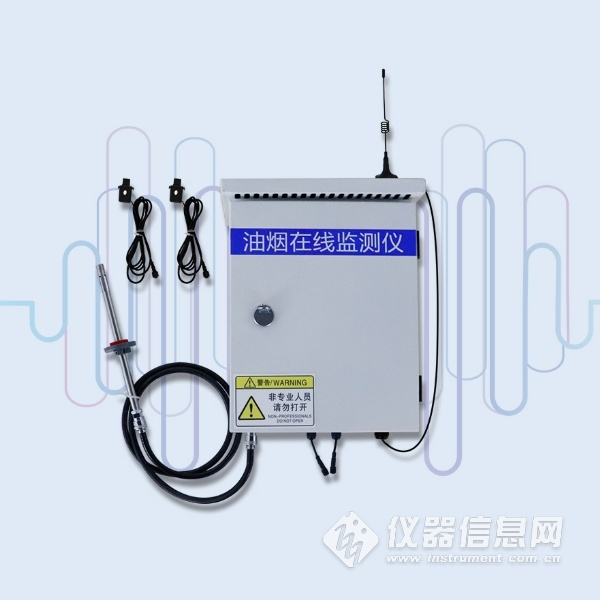 油烟在线监测仪
警告/WARNING
非专业人员
请勿打开
NON-PROFESSIONALS
DO NOT OPEN
仪器信息网
www.instrument.com.cn